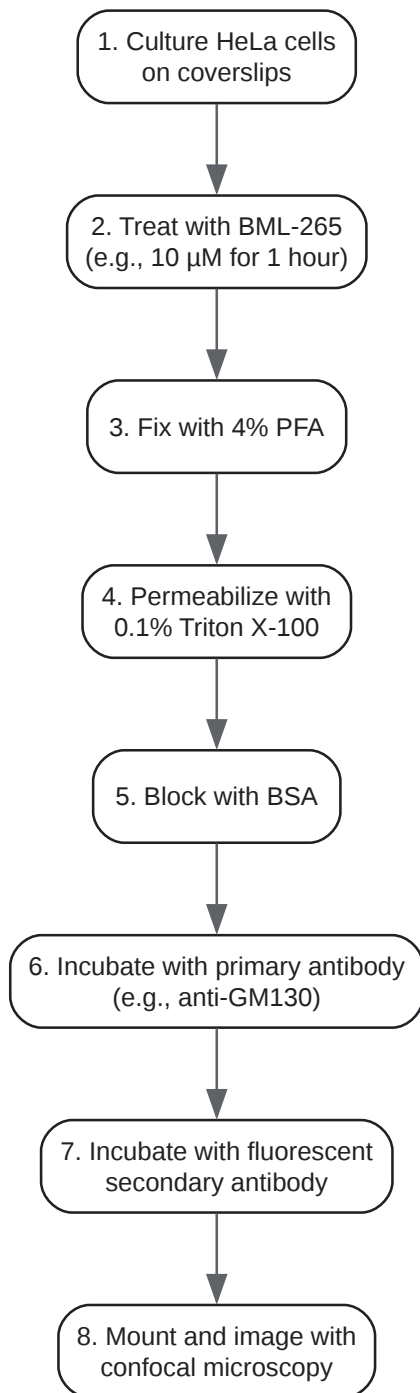 1. Culture HeLa cells
on coverslips
2. Treat with BML-265
(e.g., 10 µM for 1 hour)
3. Fix with 4% PFA
4. Permeabilize with
0.1% Triton X-100
5. Block with BSA
6. Incubate with primary antibody
(e.g., anti-GM130)
7. Incubate with fluorescent
secondary antibody
8. Mount and image with
confocal microscopy